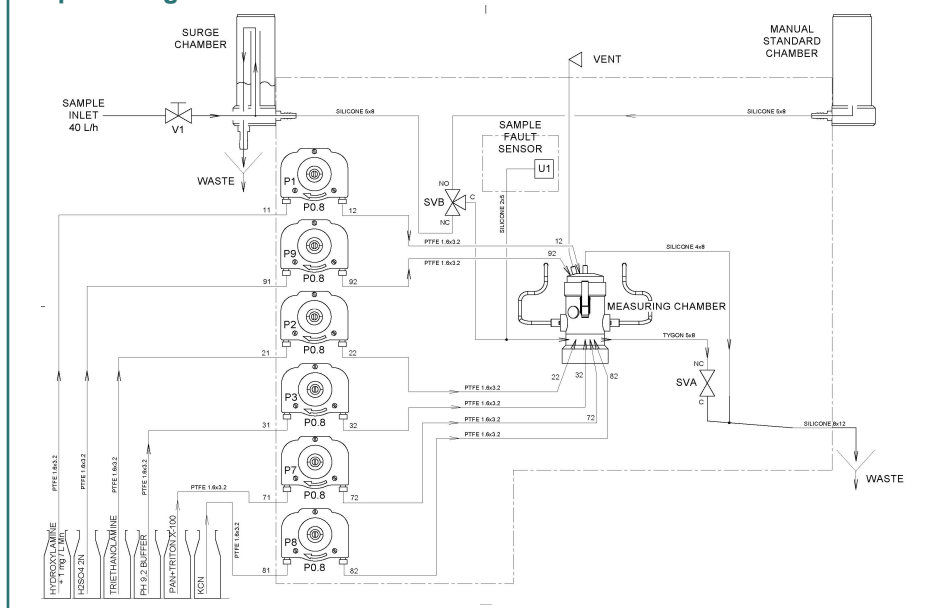 SURGE
CHAMBER
MANUAL
STANDARD
CHAMBER
VENT
SAMPLE
INLET
40 L/h
V1
SILICONE 5x8
SILICONE 5x8
SAMPLE
FAULT
SENSOR
U1
WASTE
P1
P0.8
11
12
NO
SVB
C
NC
SILICONE 2x5
PTFE 1.6x3.2
12
SILICONE 4x8
P9
P0.8
91
92
PTFE 1.6x3.2
92
MEASURING CHAMBER
P2
P0.8
21
22
TYGON 5x8
NC
SVA
C
22
32
82
72
P3
P0.8
31
32
PTFE 1.6x3.2
PTFE 1.6x3.2
PTFE 1.6x3.2
PTFE 1.6x3.2
SILICONE 8x12
WASTE
P7
P0.8
71
72
PTFE 1.6x3.2
P8
P0.8
81
82
PTFE 1.6x3.2
PTFE 1.6x3.2
PTFE 1.6x3.2
PTFE 1.6x3.2
PTFE 1.6x3.2
HYDROXYLAMINE
+ 1 mg / L Mn
H2SO4 2N
TRIETHANOLAMINE
PH 9.2 BUFFER
PAN+TRITON X-100
KCN